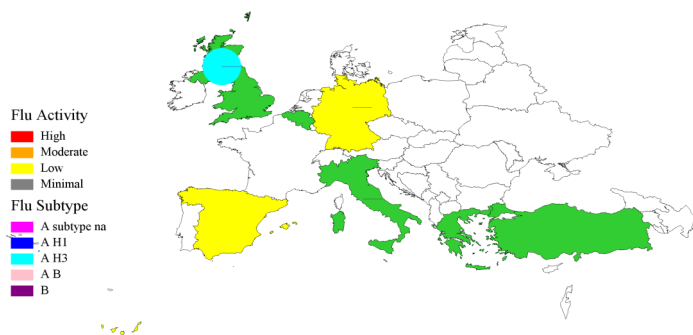 Flu Activity
High
Moderate
Low
Minimal
Flu Subtype
A subtype na
A H1
A H3
A B
B